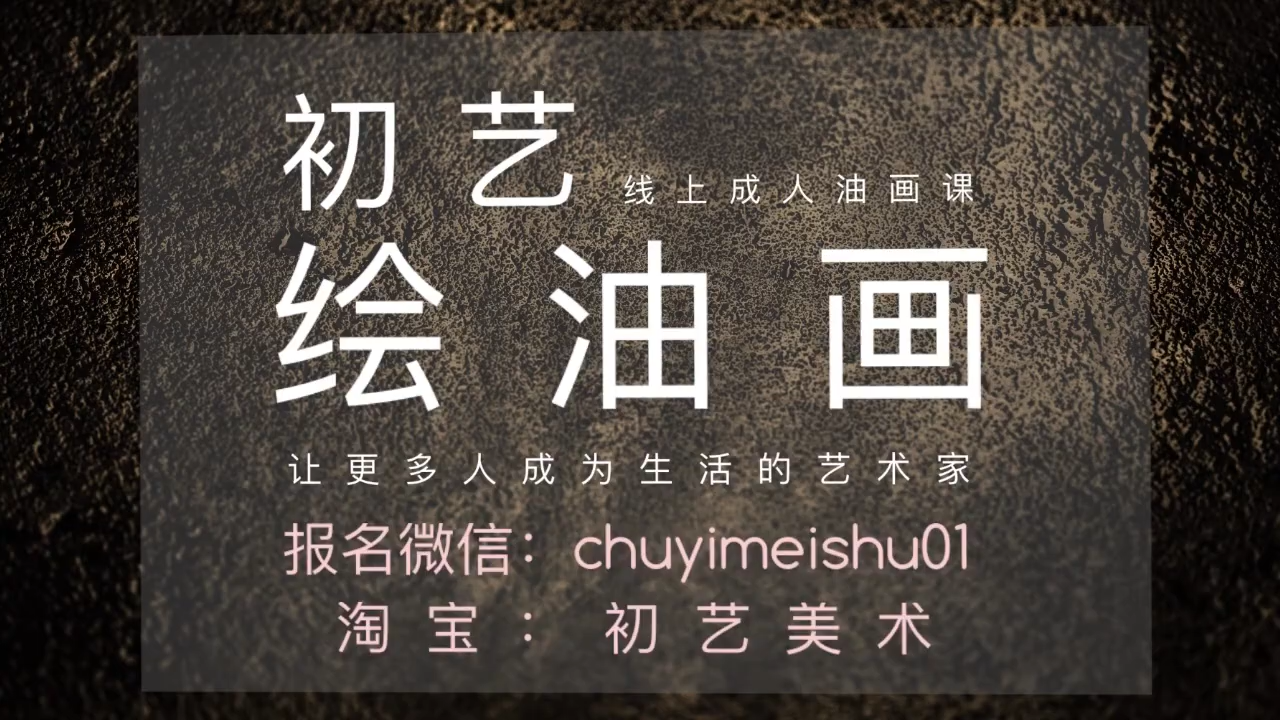 初艺 线上成人油画课
绘油画
让更多人成为生活的艺术家
报名微信：chuyimeishu01
淘宝：初艺美术